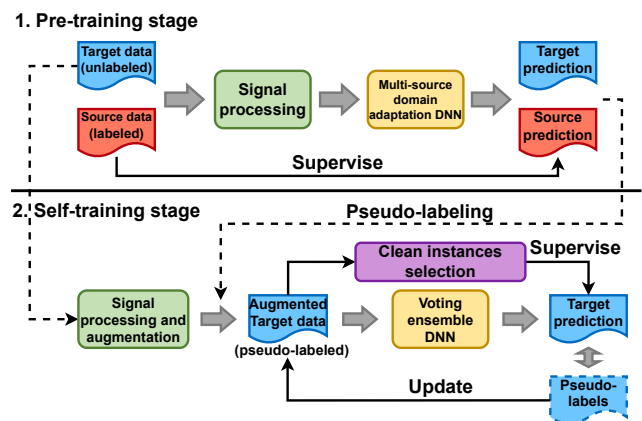 1. Pre-training stage
Target data
(unlabeled)
Signal
processing
Multi-source
domain
adaptation DNN
Target
prediction
Source data
(labeled)
Source
prediction
Supervise
2. Self-training stage
Pseudo-labeling
Clean instances
selection
Supervise
Signal
processing and
augmentation
Augmented
Target data
(pseudo-labeled)
Voting
ensemble
DNN
Target
prediction
Update
Pseudo-
labels